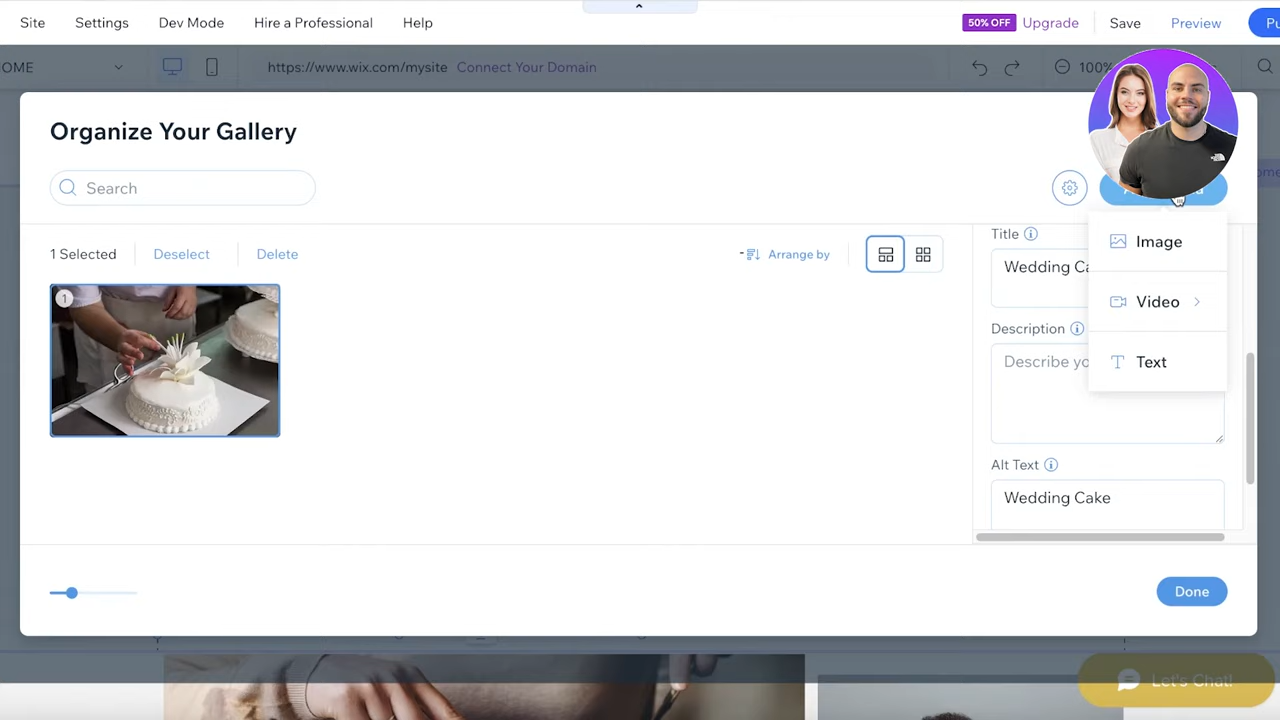 Site Settings Dev Mode Hire a Professional Help 50% OFF Upgrade Save Preview Pu
OME https://www.wix.com/mysite Connect Your Domain 100%
Organize Your Gallery
Search
1 Selected Deselect Delete Arrange by
1
Title
Wedding Ca
Description
Describe yo
Alt Text
Wedding Cake
Image
Video
Text
Done
Let's Chat!